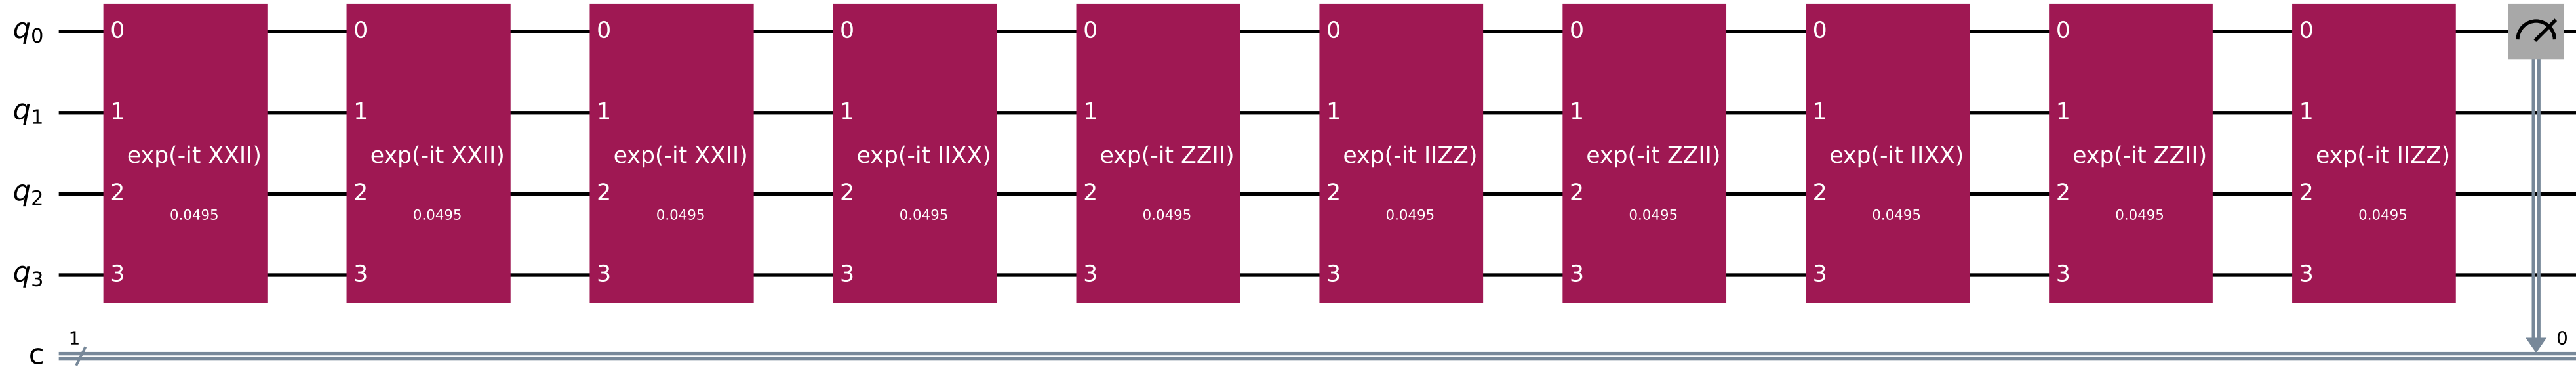 q0 0 0 0 0 0 0 0 0 0 0
q1 1 1 1 1 1 1 1 1 1 1
exp(-it XXII) exp(-it XXII) exp(-it XXII) exp(-it IIXX) exp(-it ZZII) exp(-it IIZZ) exp(-it ZZII) exp(-it IIXX) exp(-it ZZII) exp(-it IIZZ)
q2 2 2 2 2 2 2 2 2 2 2
0.0495 0.0495 0.0495 0.0495 0.0495 0.0495 0.0495 0.0495 0.0495 0.0495
q3 3 3 3 3 3 3 3 3 3 3
1 0
c